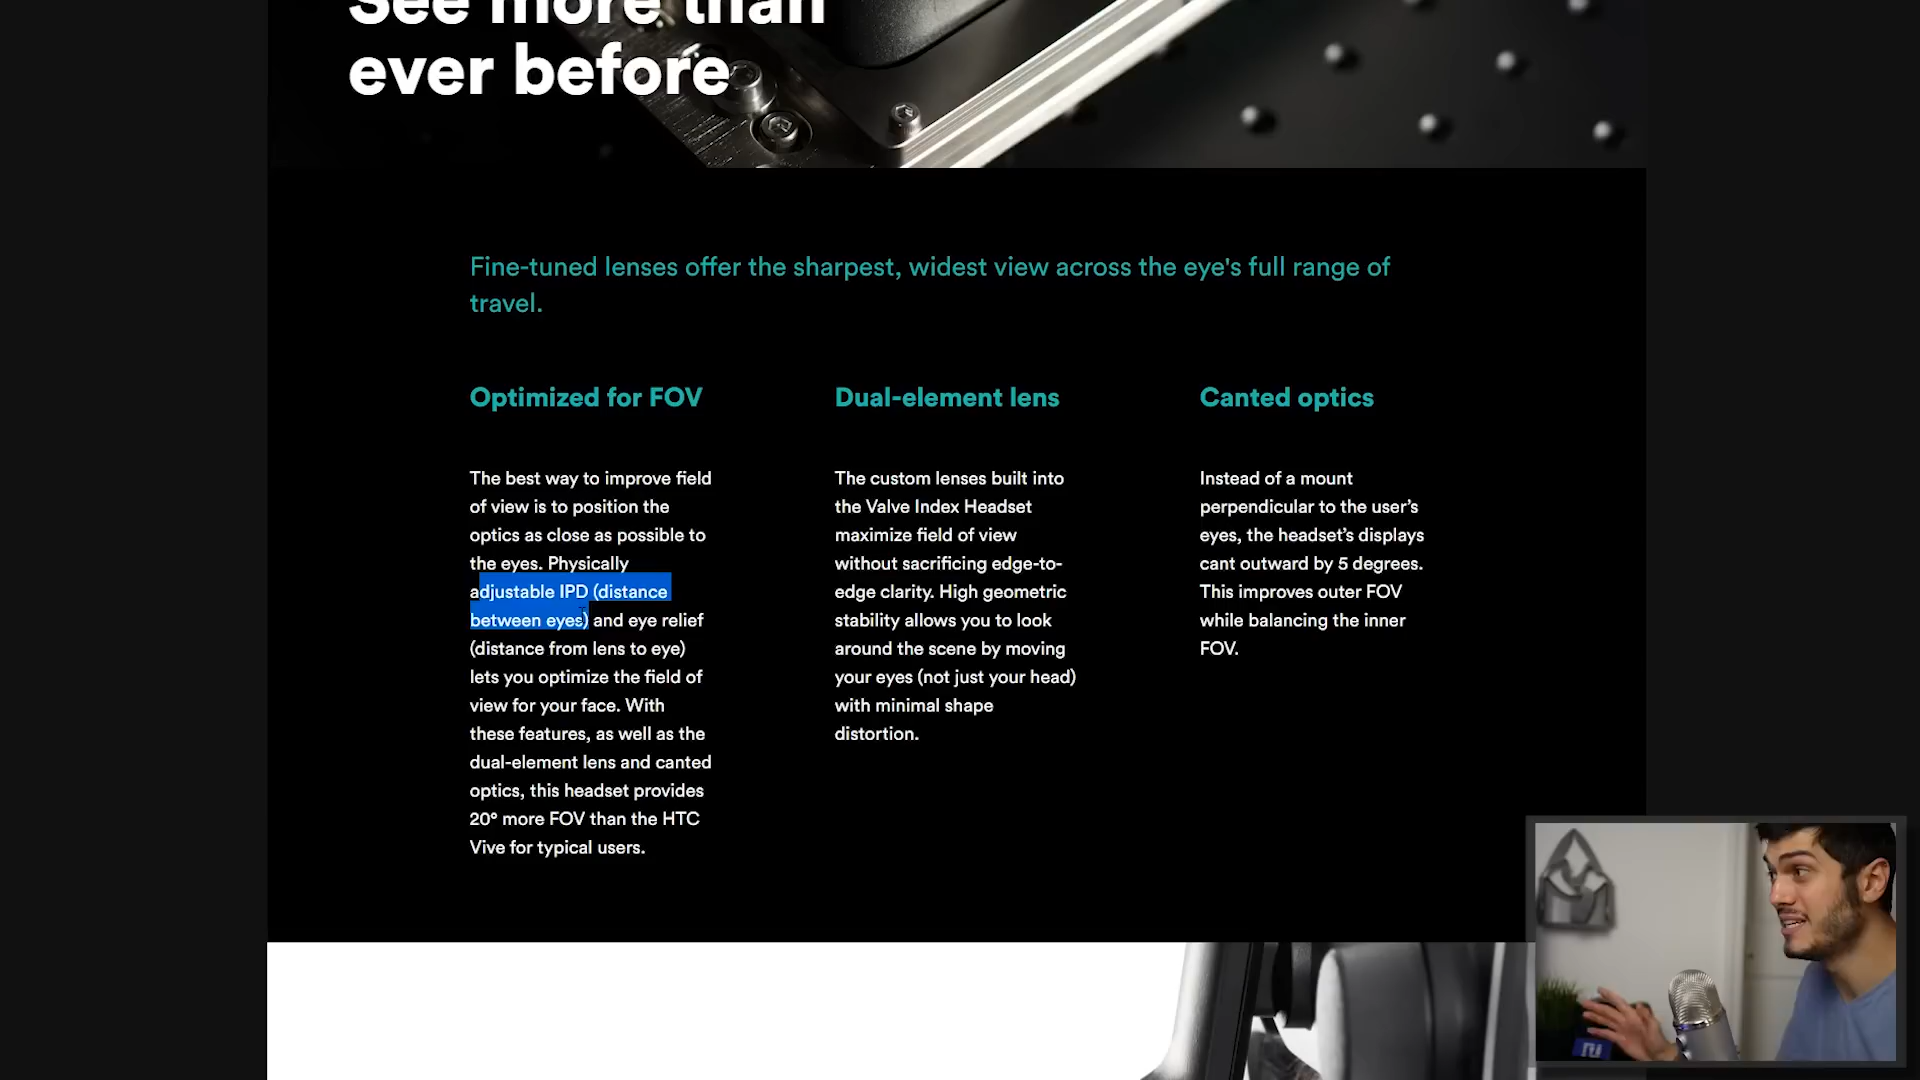 See more than
ever before
Fine-tuned lenses offer the sharpest, widest view across the eye's full range of
travel.
Optimized for FOV
The best way to improve field
of view is to position the
optics as close as possible to
the eyes. Physically
adjustable IPD (distance
between eyes) and eye relief
(distance from lens to eye)
lets you optimize the field of
view for your face. With
these features, as well as the
dual-element lens and canted
optics, this headset provides
20° more FOV than the HTC
Vive for typical users.
Dual-element lens
The custom lenses built into
the Valve Index Headset
maximize field of view
without sacrificing edge-to-
edge clarity. High geometric
stability allows you to look
around the scene by moving
your eyes (not just your head)
with minimal shape
distortion.
Canted optics
Instead of a mount
perpendicular to the user’s
eyes, the headset’s displays
cant outward by 5 degrees.
This improves outer FOV
while balancing the inner
FOV.